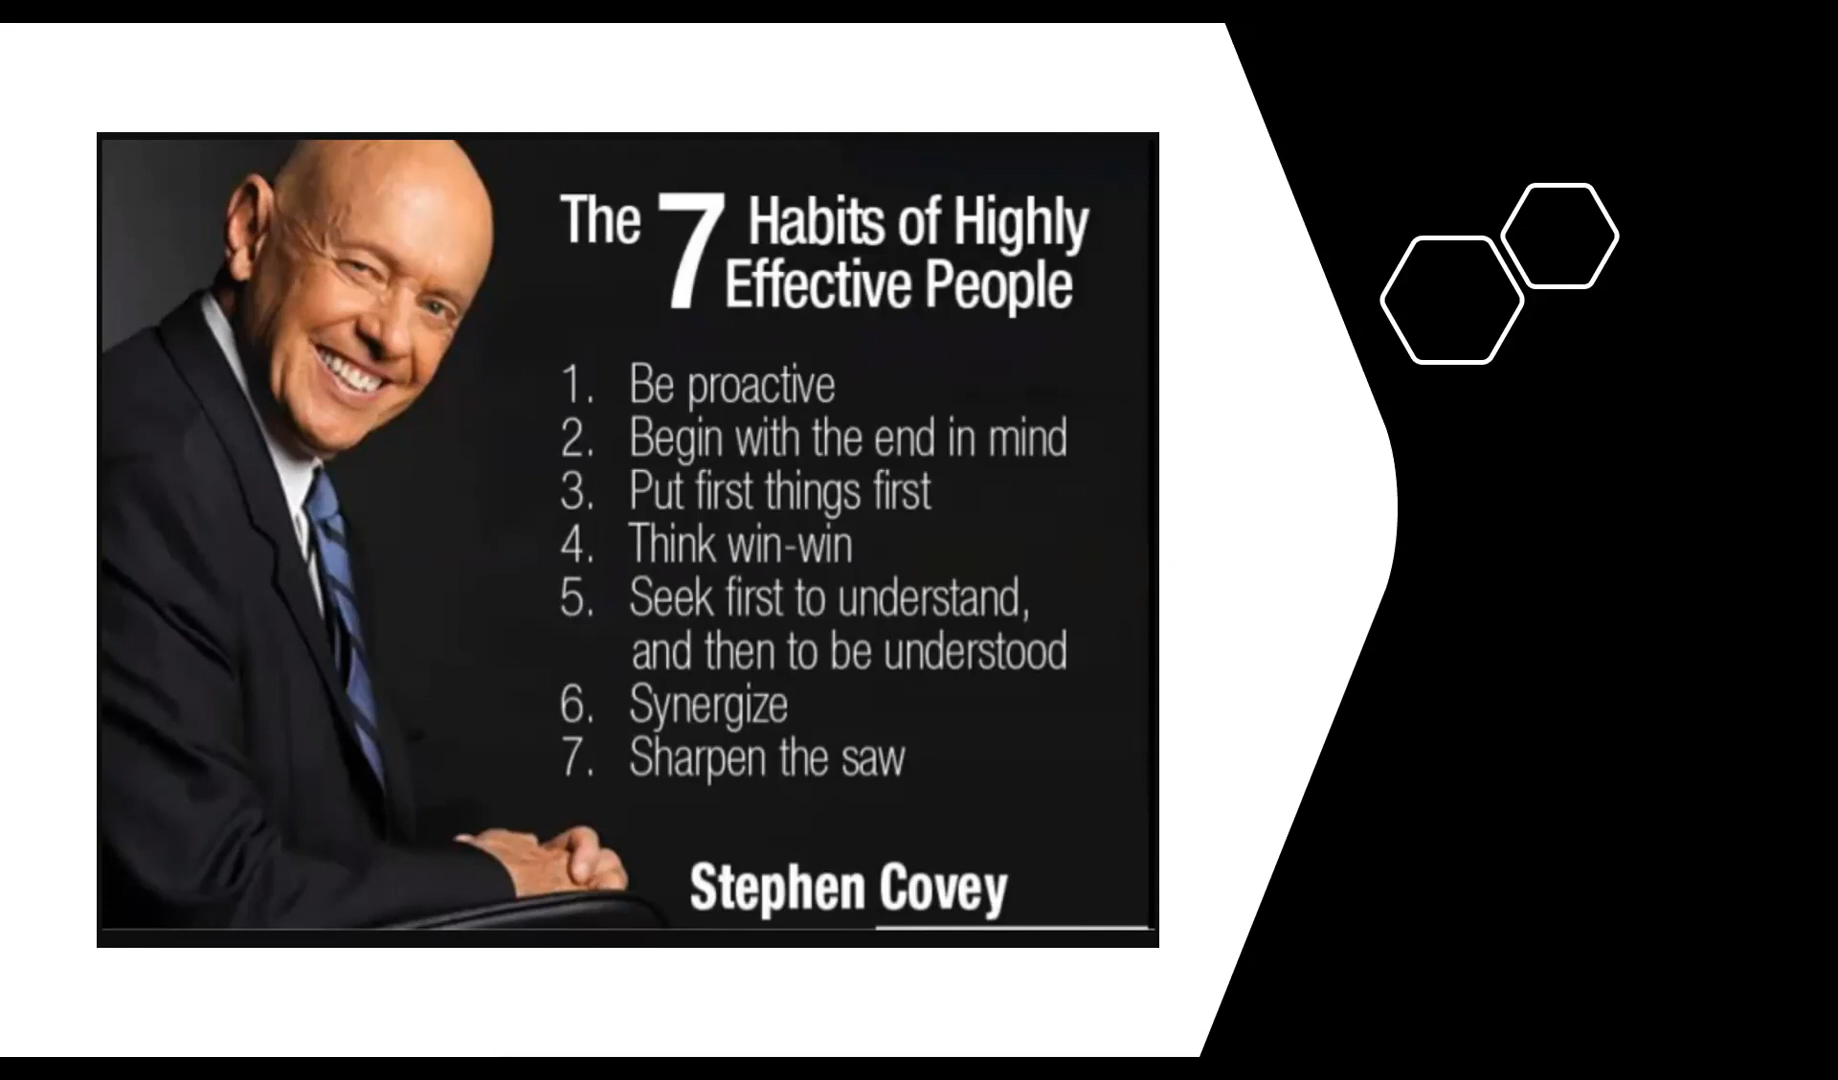 The 7 Habits of Highly
Effective People
1. Be proactive
2. Begin with the end in mind
3. Put first things first
4. Think win-win
5. Seek first to understand,
and then to be understood
6. Synergize
7. Sharpen the saw
Stephen Covey